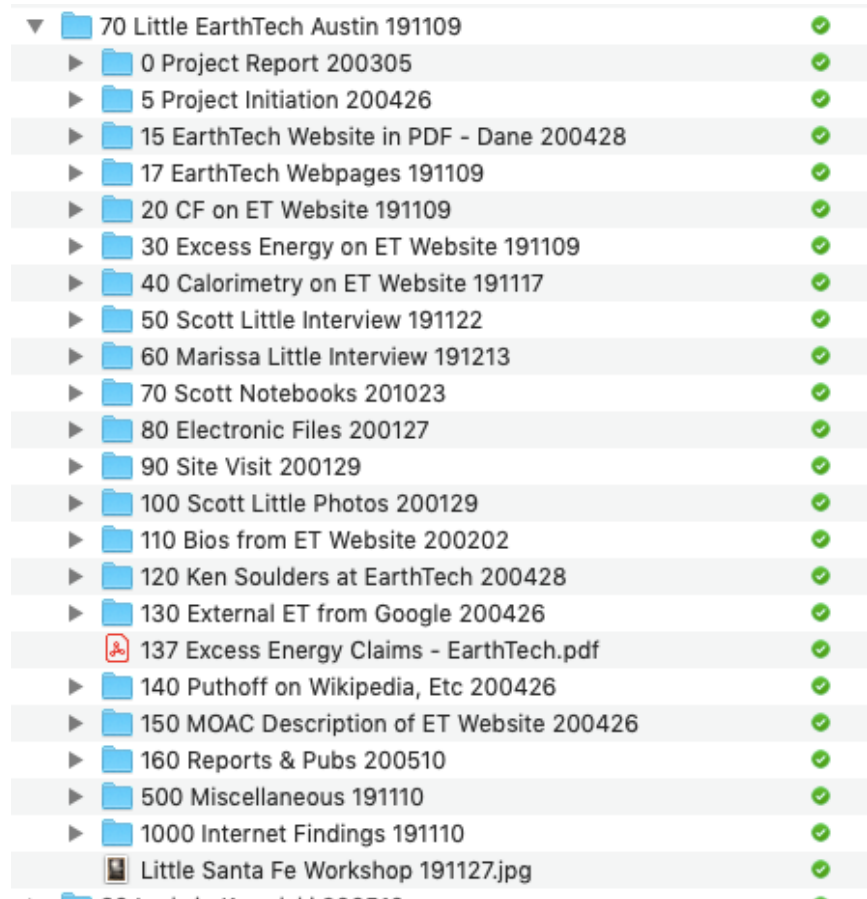 70 Little EarthTech Austin 191109
0 Project Report 200305
5 Project Initiation 200426
15 EarthTech Website in PDF - Dane 200428
17 EarthTech Webpages 191109
20 CF on ET Website 191109
30 Excess Energy on ET Website 191109
40 Calorimetry on ET Website 191117
50 Scott Little Interview 191122
60 Marissa Little Interview 191213
70 Scott Notebooks 201023
80 Electronic Files 200127
90 Site Visit 200129
100 Scott Little Photos 200129
110 Bios from ET Website 200202
120 Ken Soulders at EarthTech 200428
130 External ET from Google 200426
137 Excess Energy Claims - EarthTech.pdf
140 Puthoff on Wikipedia, Etc 200426
150 MOAC Description of ET Website 200426
160 Reports & Pubs 200510
500 Miscellaneous 191110
1000 Internet Findings 191110
Little Santa Fe Workshop 191127.jpg